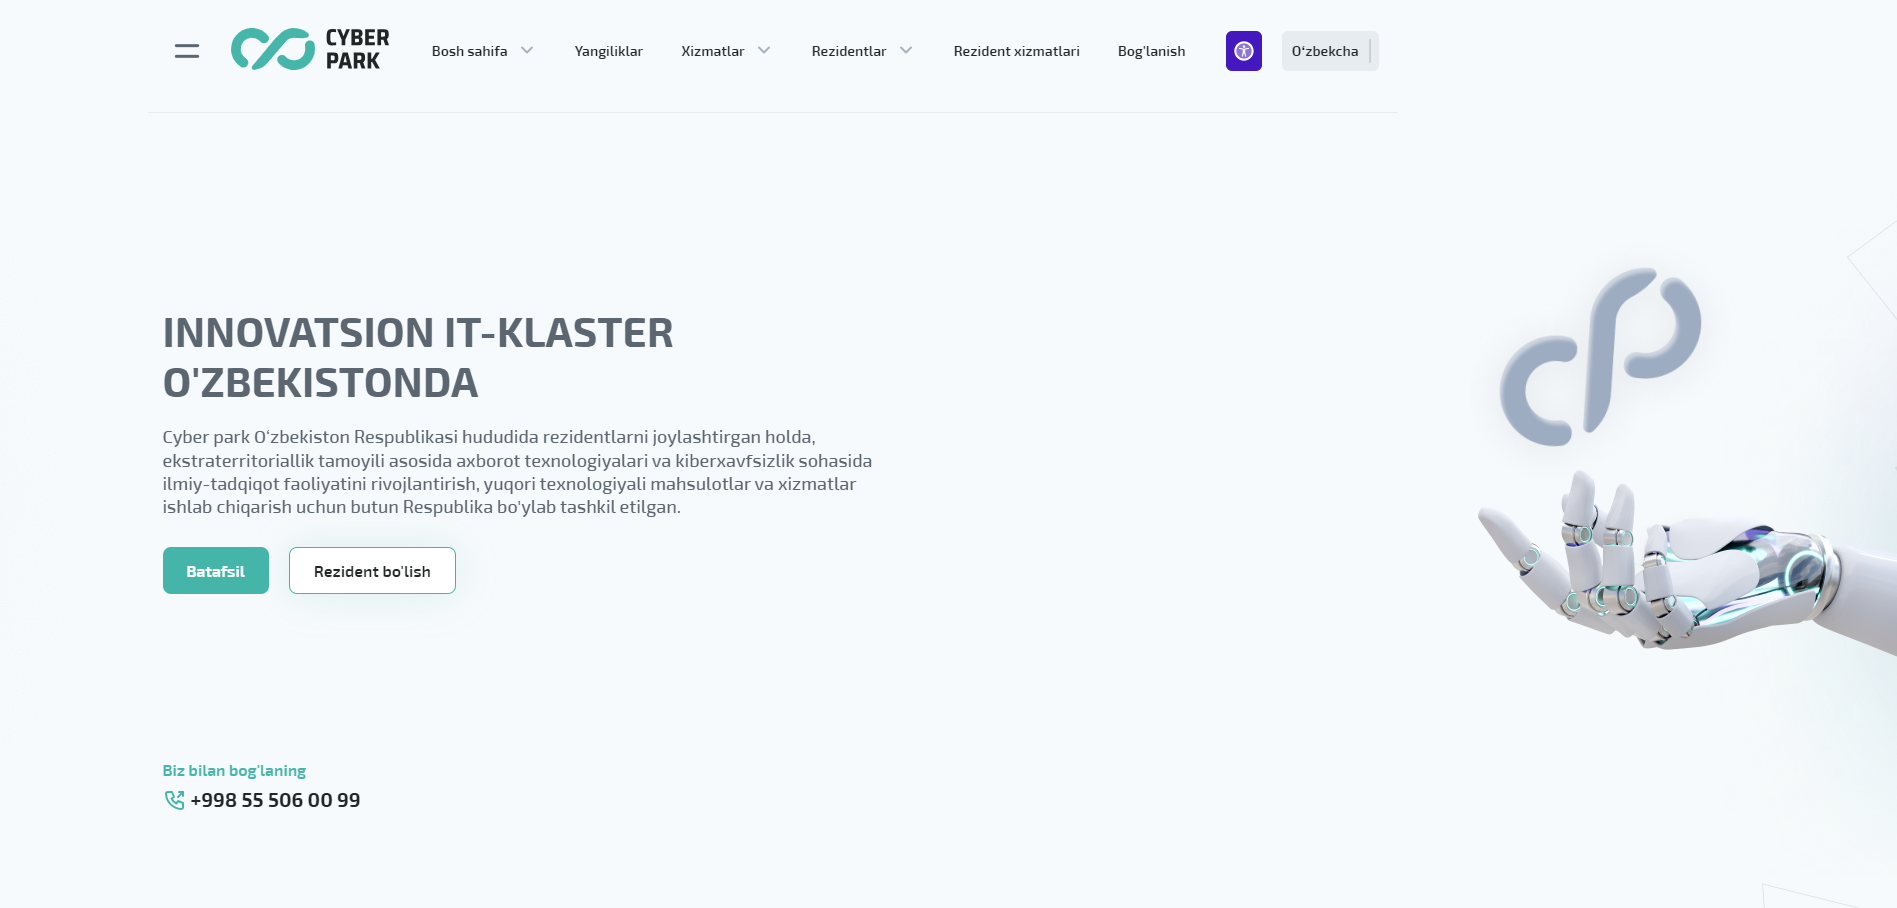 CYBER
PARK
Bosh sahifa
Yangiliklar
Xizmatlar
Rezidentlar
Rezident xizmatlari
Bog'lanish
O‘zbekcha
INNOVATSION IT-KLASTER
O'ZBEKISTONDA
Cyber park O‘zbekiston Respublikasi hududida rezidentlarni joylashtirgan holda,
ekstraterritoriallik tamoyili asosida axborot texnologiyalari va kiberxavfsizlik sohasida
ilmiy-tadqiqot faoliyatini rivojlantirish, yuqori texnologiyali mahsulotlar va xizmatlar
ishlab chiqarish uchun butun Respublika bo'ylab tashkil etilgan.
Batafsil
Rezident bo'lish
Biz bilan bog'laning
+998 55 506 00 99